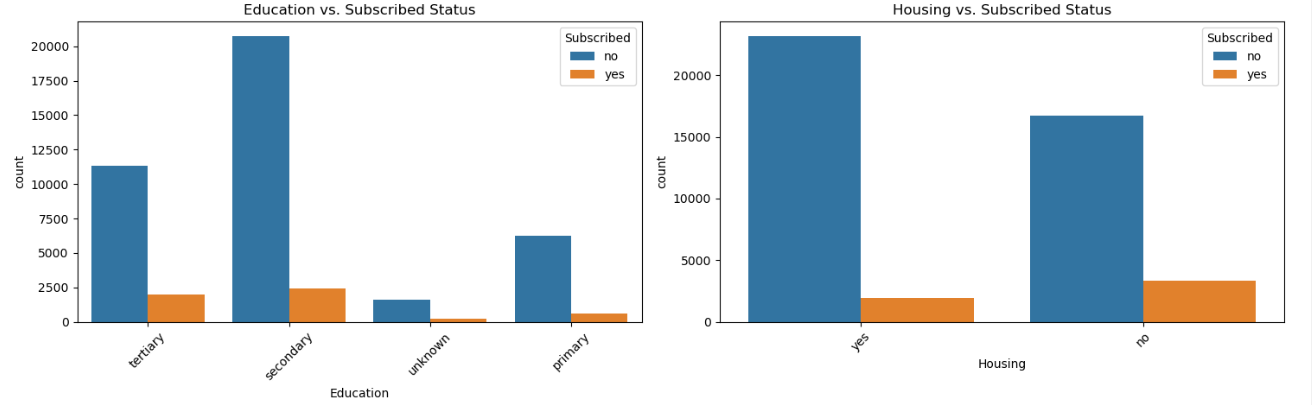 Education vs. Subscribed Status
20000
17500
15000
12500
10000
7500
5000
2500
0
count
Subscribed
no
yes
tertiary
secondary
unknown
primary
Education
Housing vs. Subscribed Status
20000
15000
10000
5000
0
count
Subscribed
no
yes
yes
no
Housing